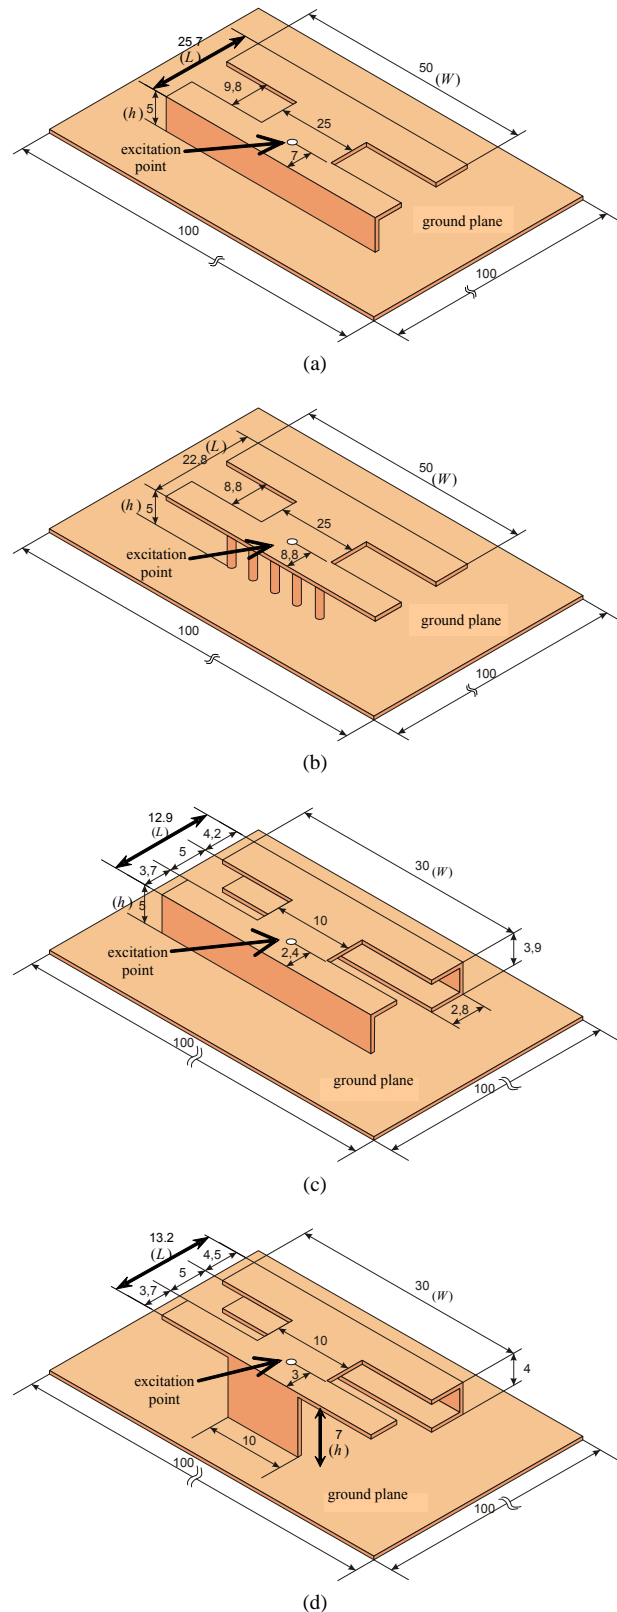 25.7
(L)
50
(W)
9,8
(h) 5
25
excitation
point
7
ground plane
100
100
(a)
(L)
22.8
50
(W)
8,8
(h) 5
25
excitation
point
8,8
ground plane
100
100
(b)
12.9
(L)
4,2
5
3,7
30 (W)
(h) 5
10
excitation
point
2,4
3,9
2,8
ground plane
100
100
(c)
13.2
(L)
4,5
5
3,7
30
(W)
10
excitation
point
3
4
10
7
(h)
100
ground plane
100
(d)